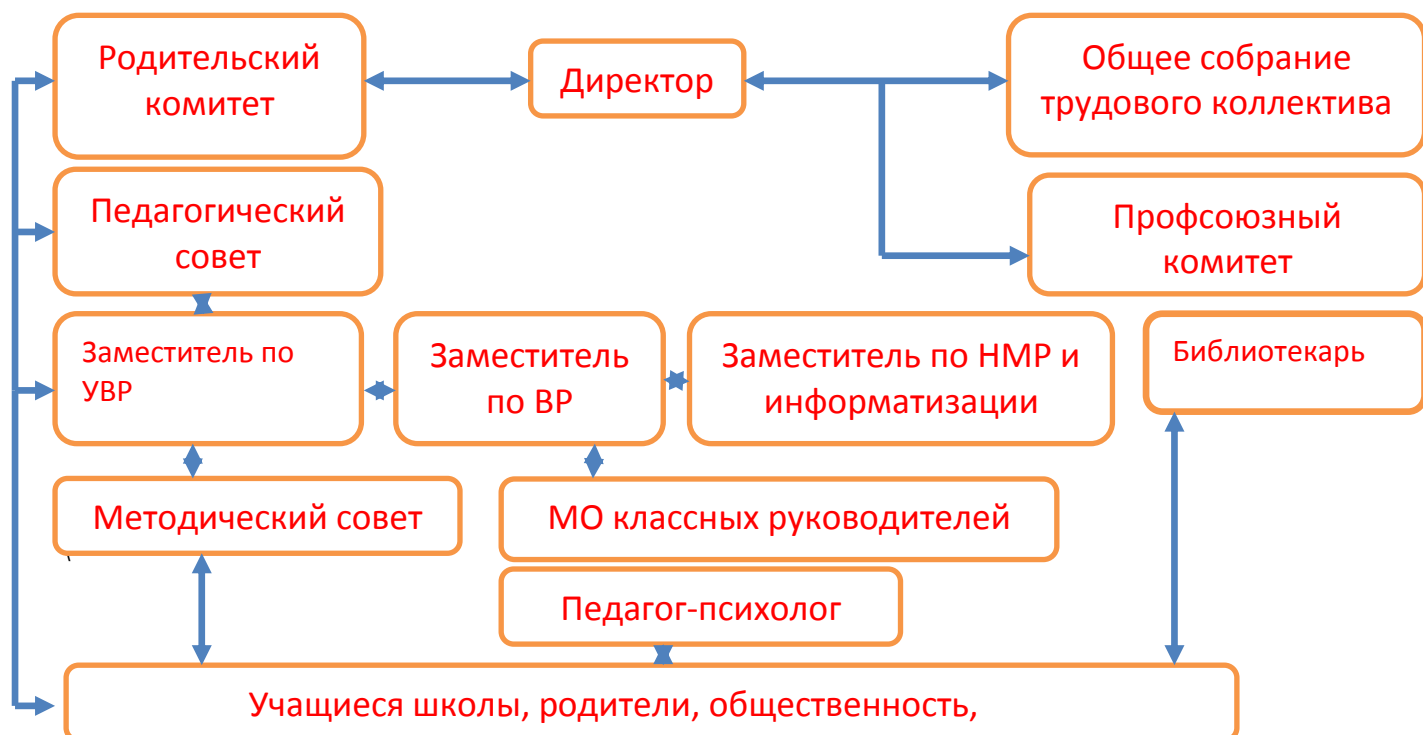 Родительский
комитет
Директор
Общее собрание
трудового коллектива
Педагогический
совет
Профсоюзный
комитет
Заместитель по
УВР
Заместитель
по ВР
Заместитель по НМР и
информатизации
Библиотекарь
Методический совет
МО классных руководителей
Педагог-психолог
Учащиеся школы, родители, общественность,